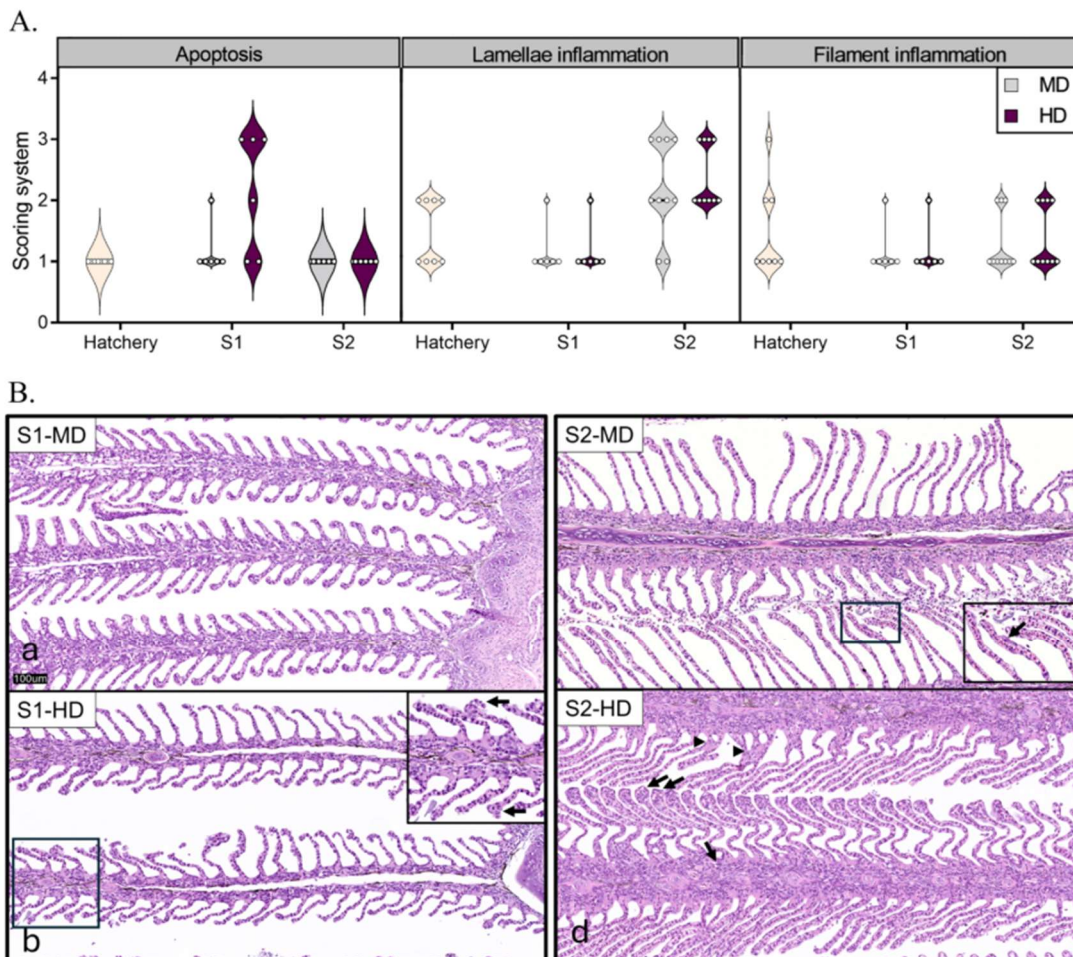 A.
Apoptosis
Lamellae inflammation
Filament inflammation
MD
HD
Scoring system
4
3
2
1
0
Hatchery
S1
S2
Hatchery
S1
S2
Hatchery
S1
S2
B.
S1-MD
a
100um
S2-MD
S1-HD
b
S2-HD
d